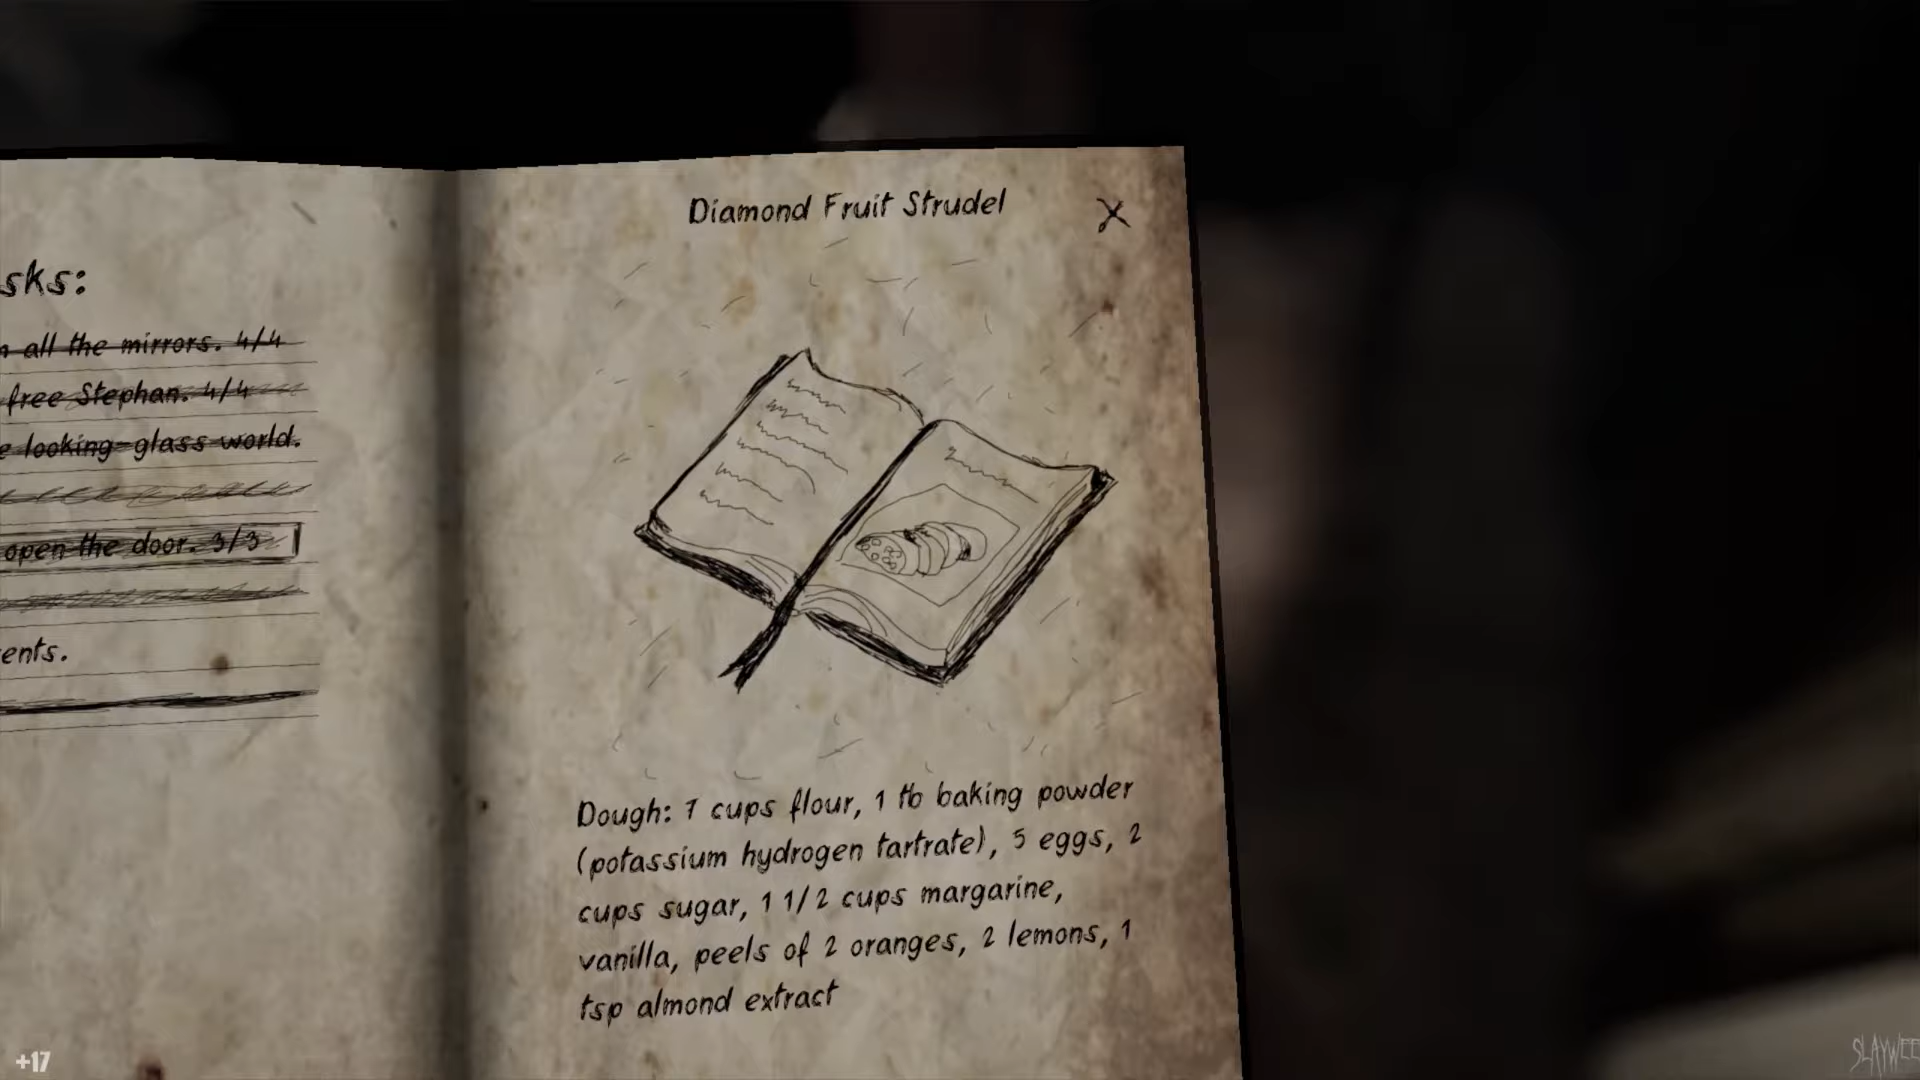 Diamond Fruit Strudel
sks:
all the mirrors. 4/4
free Stephan. 4/4
looking-glass world.
open the door. 3/3
ents.
Dough: 7 cups flour, 1 tb baking powder
(potassium hydrogen tartrate), 5 eggs, 2
cups sugar, 1 1/2 cups margarine,
vanilla, peels of 2 oranges, 2 lemons, 1
tsp almond extract
+17
SLAYWEE